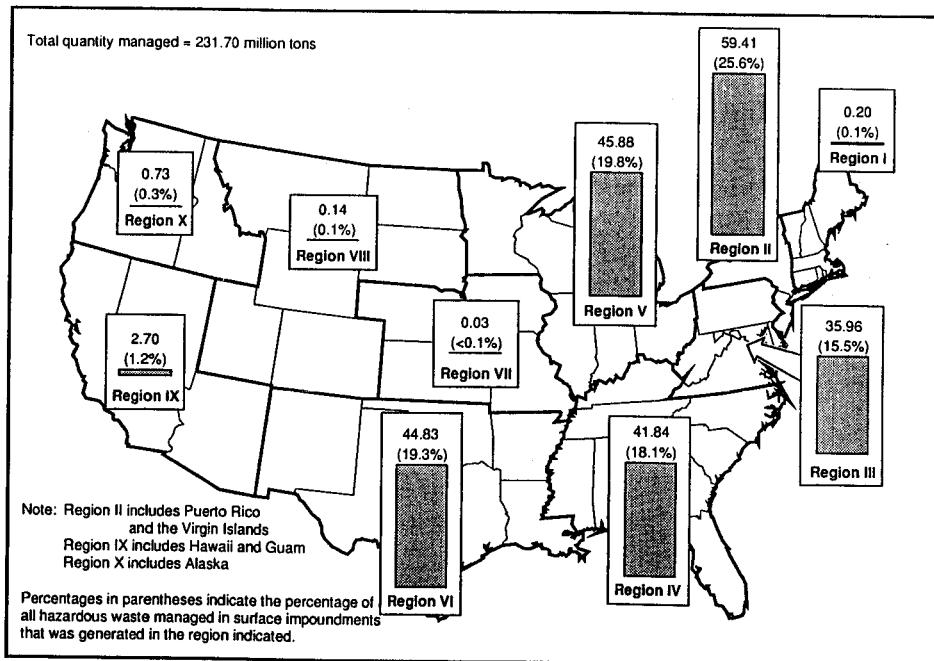 Total quantity managed = 231.70 million tons
59.41
(25.6%)
Region II
0.20
(0.1%)
Region I
45.88
(19.8%)
Region V
0.73
(0.3%)
Region X
0.14
(0.1%)
Region VIII
0.03
(<0.1%)
Region VII
2.70
(1.2%)
Region IX
35.96
(15.5%)
Region III
44.83
(19.3%)
Region VI
41.84
(18.1%)
Region IV
Note: Region II includes Puerto Rico
and the Virgin Islands
Region IX includes Hawaii and Guam
Region X includes Alaska
Percentages in parentheses indicate the percentage of
all hazardous waste managed in surface impoundments
that was generated in the region indicated.